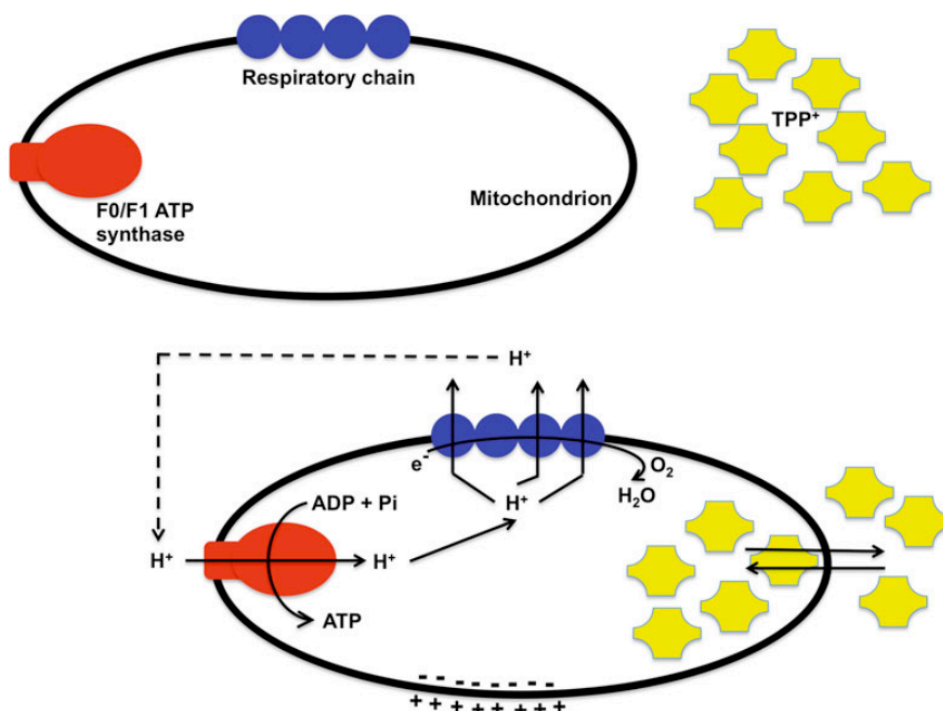 Respiratory chain
TPP⁺
Mitochondrion
F0/F1 ATP
synthase
H⁺
e⁻
O₂
H₂O
H⁺
ADP + Pi
H⁺
H⁺
ATP
- - - - - - - -
+ + + + + + + +